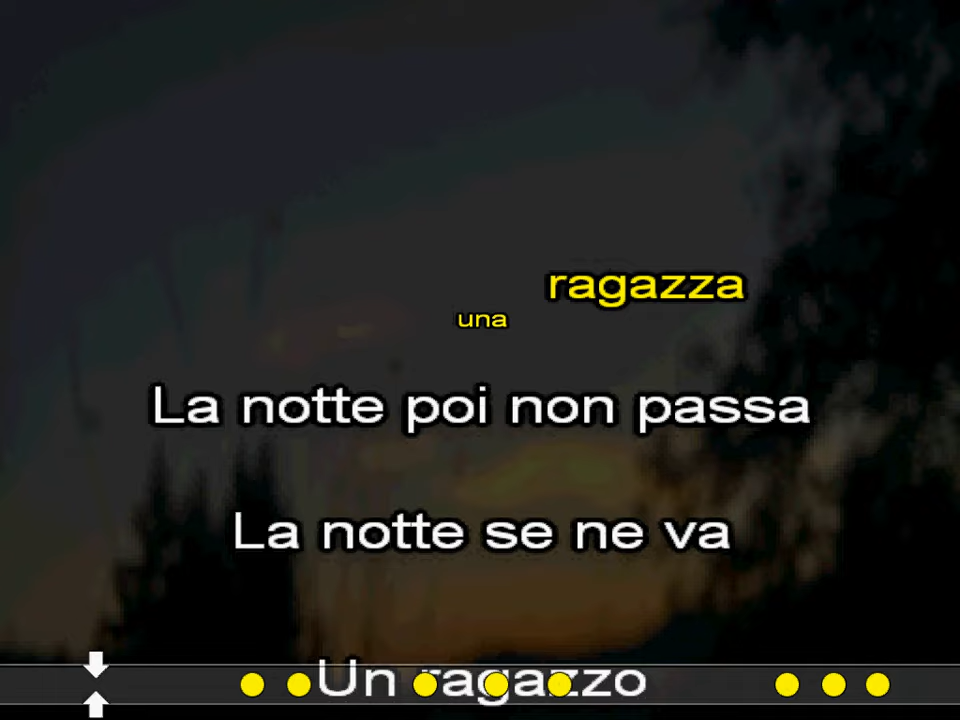 ragazza
una
La notte poi non passa
La notte se ne va
Un ragazzo